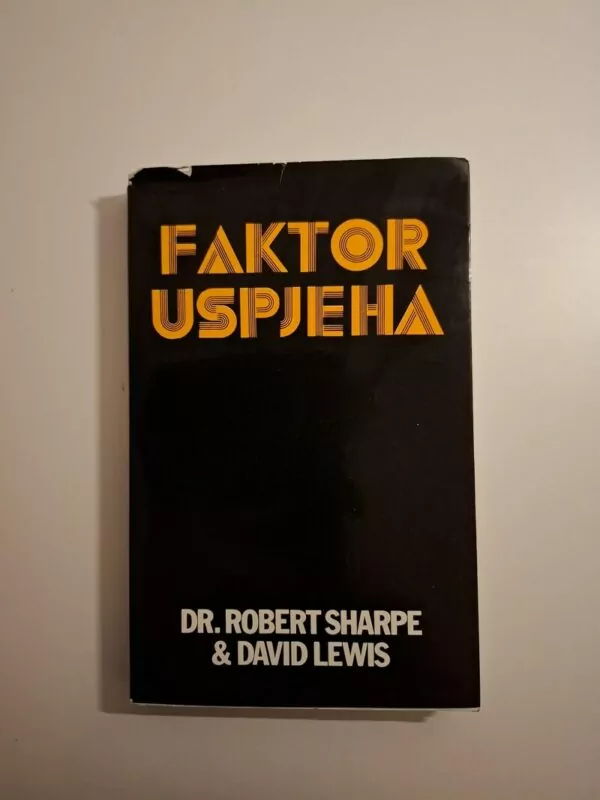 FAKTOR
USPJEHA
DR. ROBERT SHARPE
& DAVID LEWIS